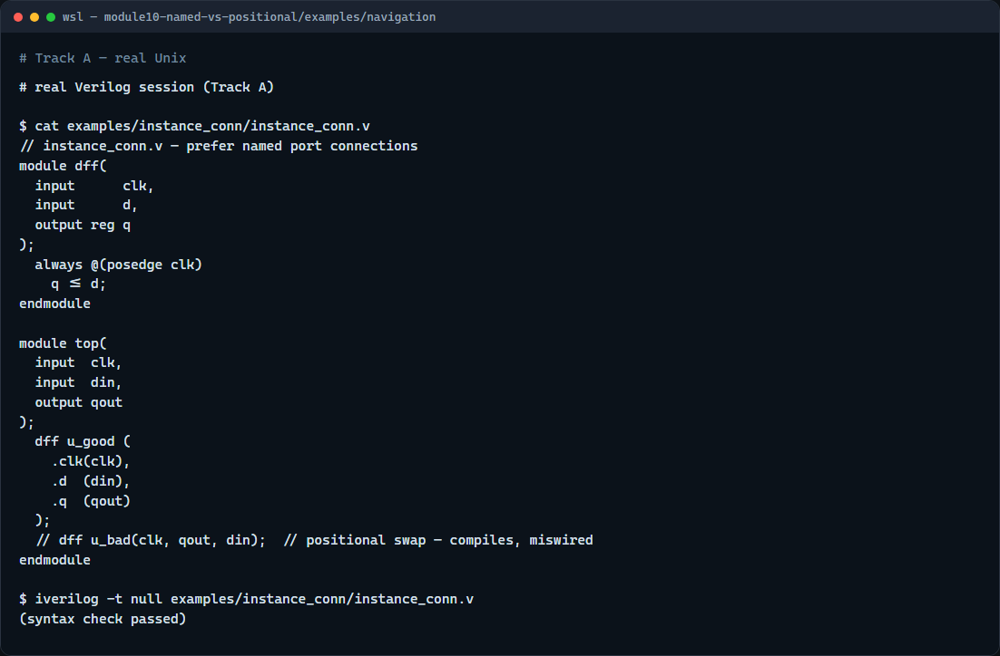 wsl — module10-named-vs-positional/examples/navigation
# Track A — real Unix
# real Verilog session (Track A)
$ cat examples/instance_conn/instance_conn.v
// instance_conn.v — prefer named port connections
module dff(
  input      clk,
  input      d,
  output reg q
);
  always @(posedge clk)
    q <= d;
endmodule
module top(
  input  clk,
  input  din,
  output qout
);
  dff u_good (
    .clk(clk),
    .d  (din),
    .q  (qout)
  );
  // dff u_bad(clk, qout, din);  // positional swap — compiles, miswired
endmodule
$ iverilog -t null examples/instance_conn/instance_conn.v
(syntax check passed)